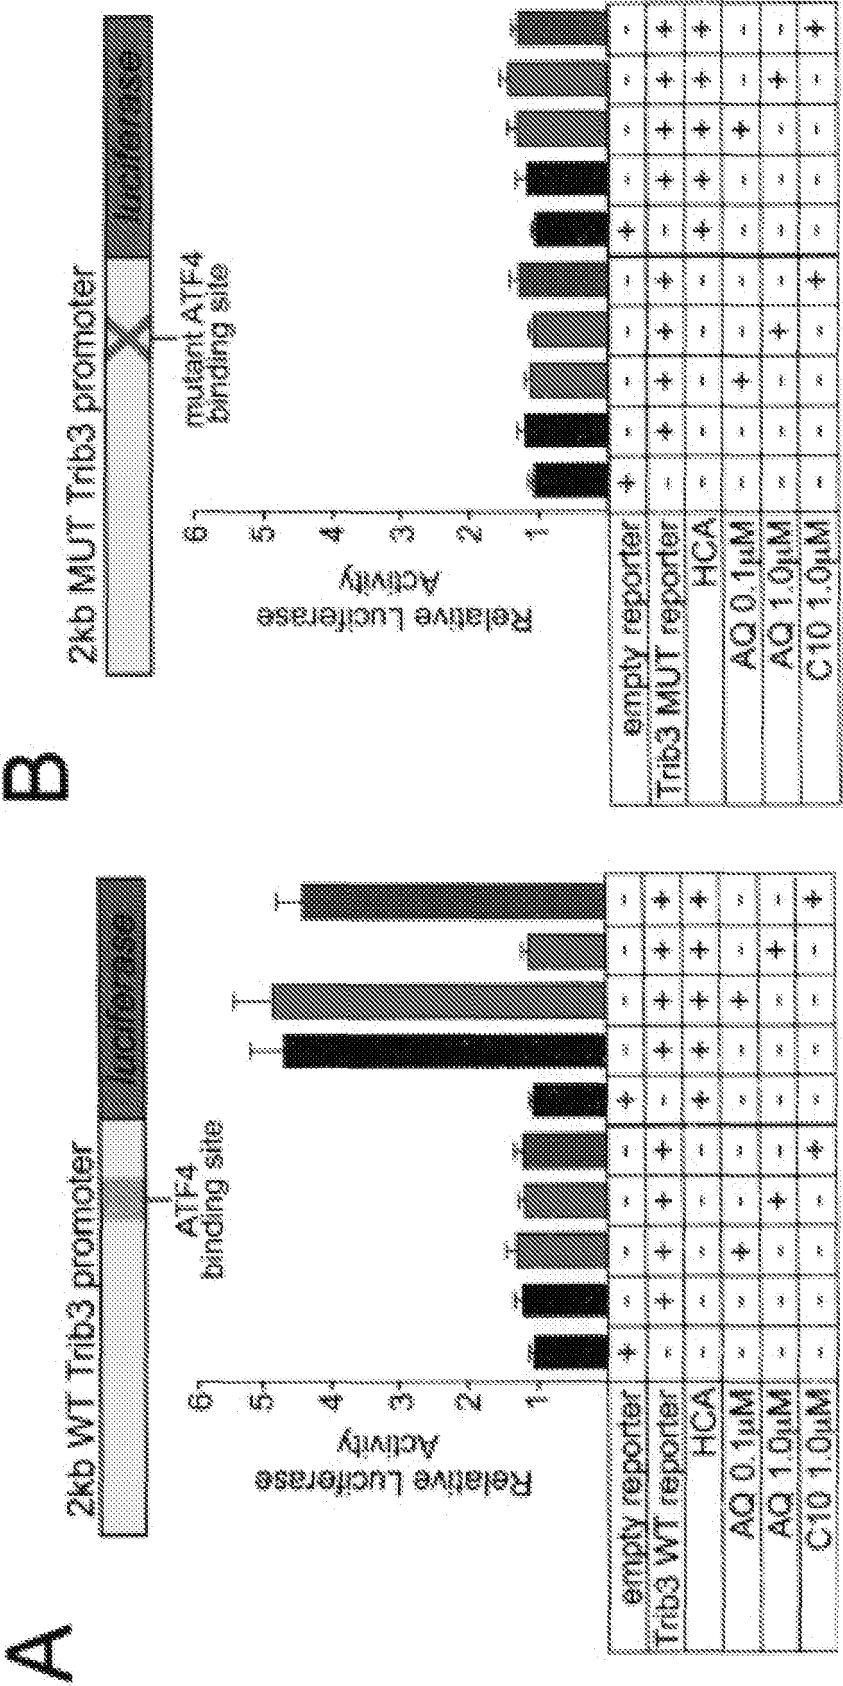 A
2kb WT Trib3 promoter
luciferase
ATF4
binding site
Relative Luciferase
Activity
6
5
4
3
2
1
empty reporter + - - - - + - - - -
Trib3 WT reporter - + + + + - + + + +
HCA - - - - - + + + + +
AQ 0.1µM - - + - - - - + - -
AQ 1.0µM - - - + - - - - + -
C10 1.0µM - - - - + - - - - +
B
2kb MUT Trib3 promoter
luciferase
mutant ATF4
binding site
Relative Luciferase
Activity
6
5
4
3
2
1
empty reporter + - - - - + - - - -
Trib3 MUT reporter - + + + + - + + + +
HCA - - - - - + + + + +
AQ 0.1µM - - + - - - - + - -
AQ 1.0µM - - - + - - - - + -
C10 1.0µM - - - - + - - - - +